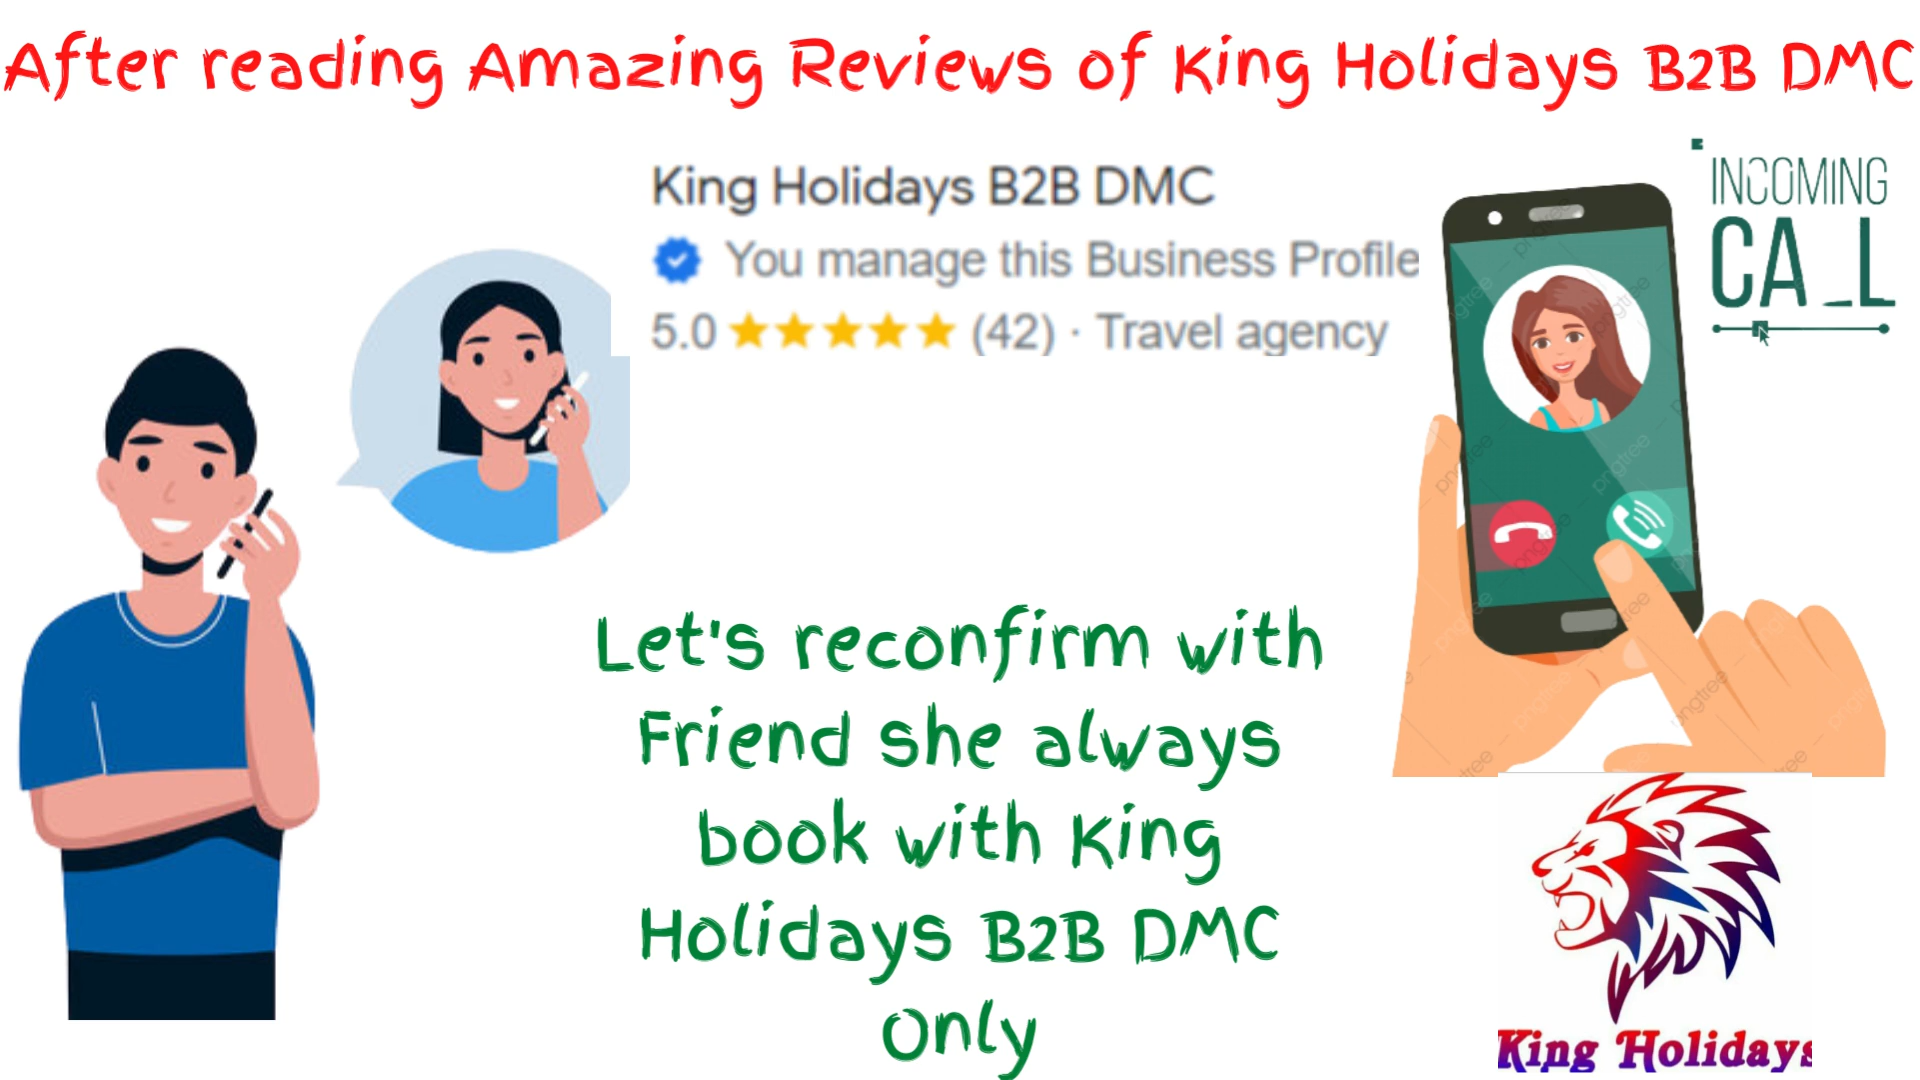 After reading Amazing Reviews of King Holidays B2B DMC
King Holidays B2B DMC
You manage this Business Profile
5.0 (42) · Travel agency
INCOMING
CA_L
Let's reconfirm with
Friend she always
book with King
Holidays B2B DMC
Only
pngtree
King Holidays